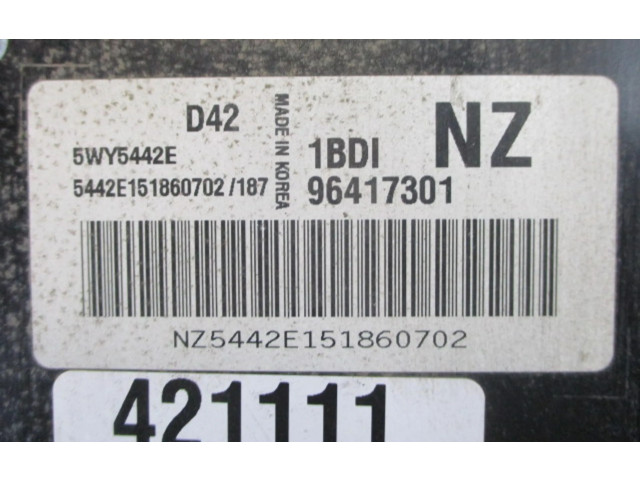 D42
MADE IN KOREA
NZ
5WY5442E
1BDI
5442E151860702 /187
96417301
NZ5442E151860702
421111